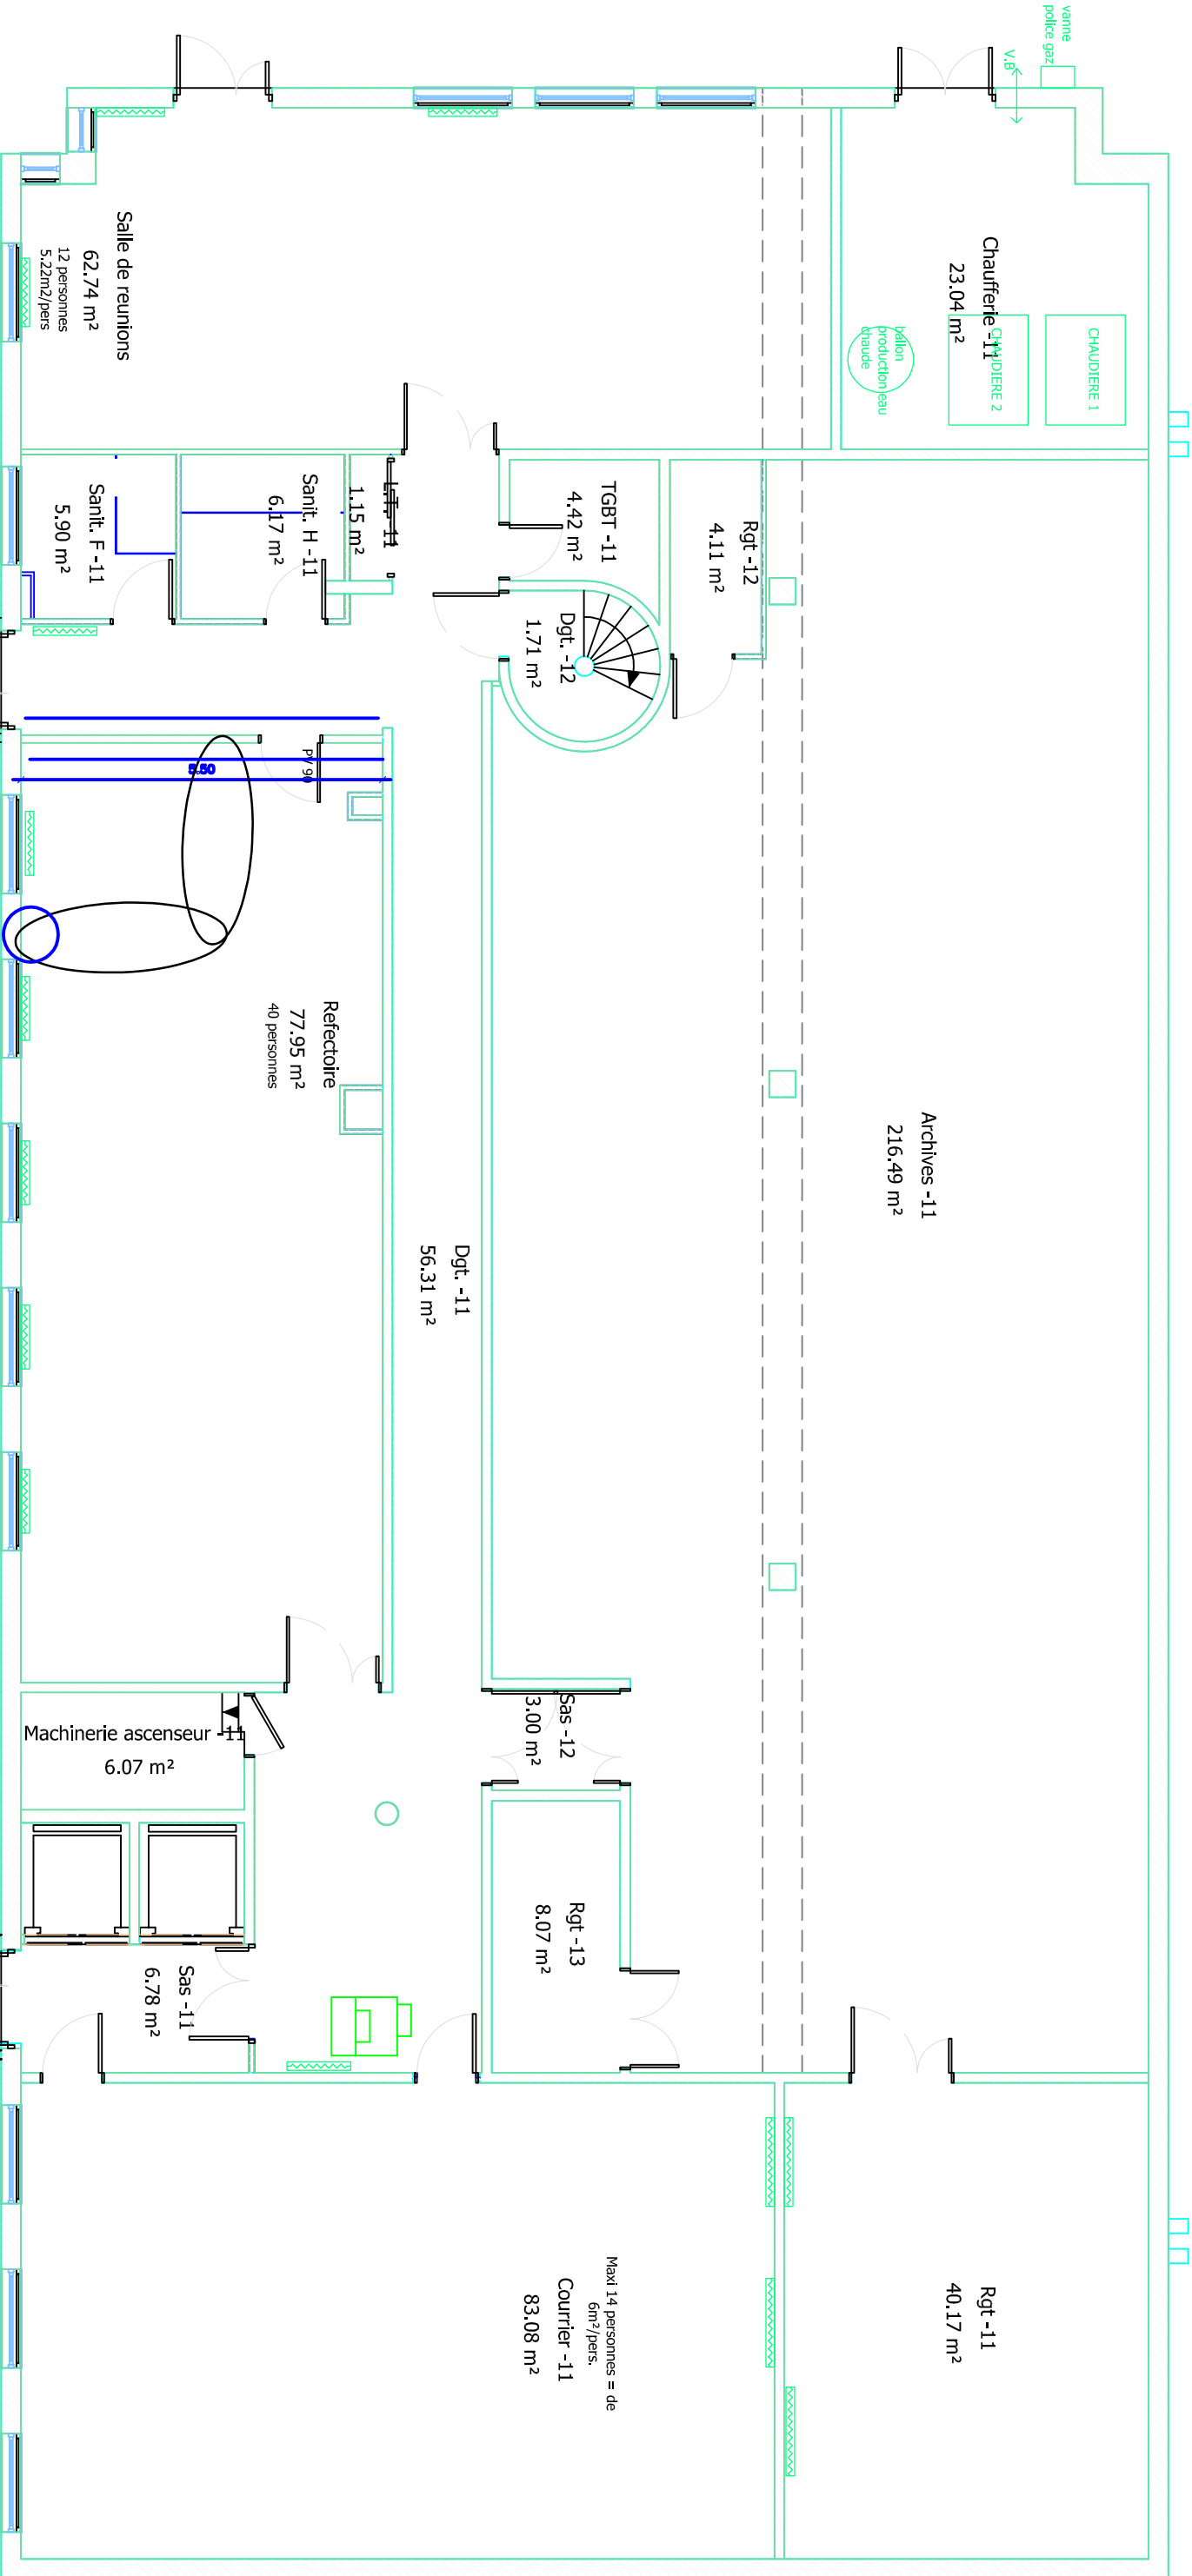 vanne
police gaz
V.B
Chaufferie -11
23.04 m²
CHAUDIERE 1
CHAUDIERE 2
ballon
production eau
chaude
Salle de reunions
62.74 m²
12 personnes
5.22m2/pers
Sanit. F -11
5.90 m²
Sanit. H -11
6.17 m²
L.T. -11
1.15 m²
TGBT -11
4.42 m²
Rgt -12
4.11 m²
Dgt. -12
1.71 m²
PV 90
5.50
Refectoire
77.95 m²
40 personnes
Archives -11
216.49 m²
Dgt. -11
56.31 m²
Machinerie ascenseur -11
6.07 m²
Sas -12
3.00 m²
Rgt -13
8.07 m²
Sas -11
6.78 m²
Maxi 14 personnes = de
6m²/pers.
Courrier -11
83.08 m²
Rgt -11
40.17 m²